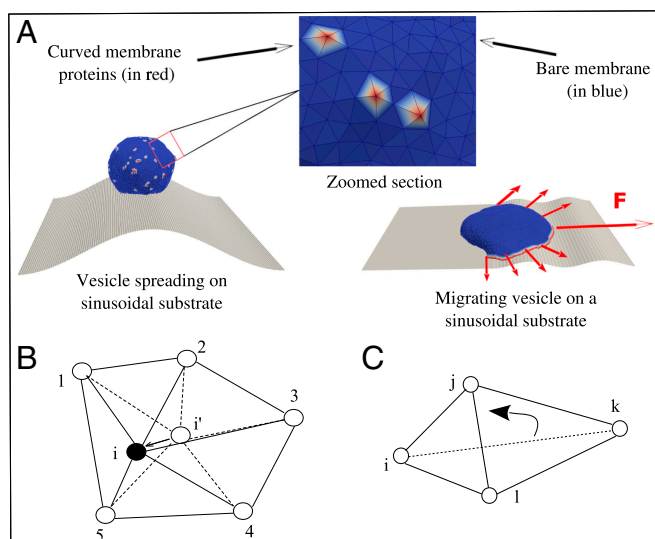 A
Curved membrane
proteins (in red)
Bare membrane
(in blue)
Zoomed section
F
Vesicle spreading on
sinusoidal substrate
Migrating vesicle on a
sinusoidal substrate
B
1
2
3
i'
i
5
4
C
j
k
i
l